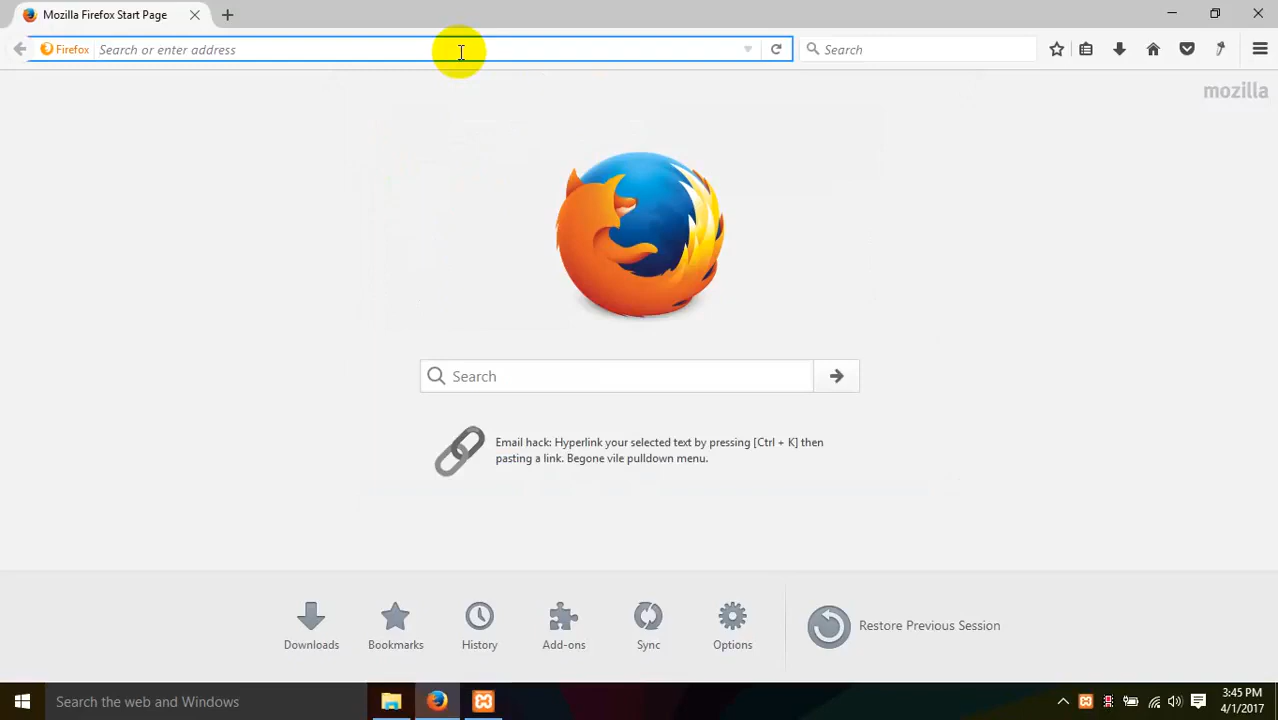 Mozilla Firefox Start Page
Firefox
Search or enter address
Search
mozilla
Search
Email hack: Hyperlink your selected text by pressing [Ctrl + K] then
pasting a link. Begone vile pulldown menu.
Downloads
Bookmarks
History
Add-ons
Sync
Options
Restore Previous Session
Search the web and Windows
3:45 PM
4/1/2017